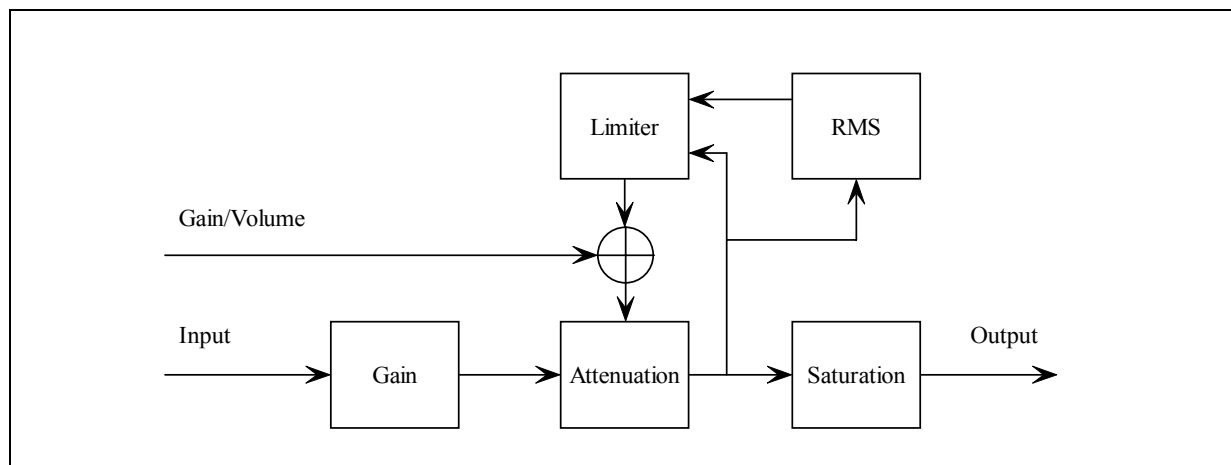 Limiter
RMS
Gain/Volume
Input
Gain
Attenuation
Saturation
Output